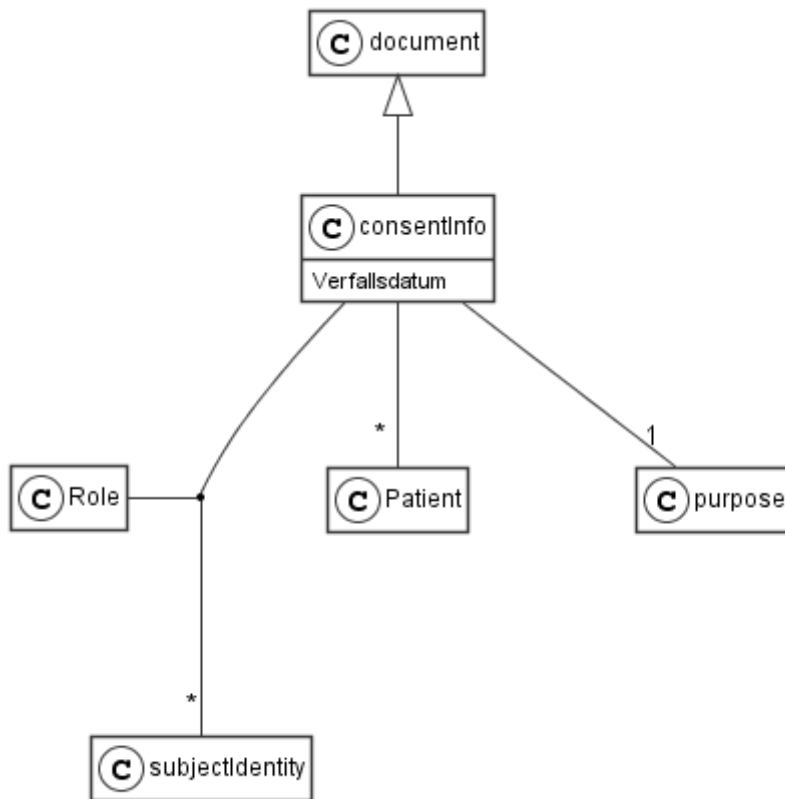 C document
C consentInfo
Verfallsdatum
*
1
C Role
C Patient
C purpose
*
C subjectIdentity